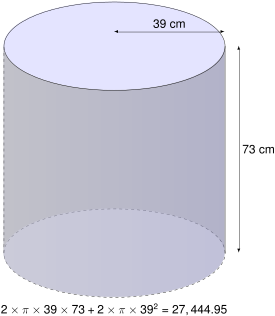 39 cm
73 cm
2 × π × 39 × 73 + 2 × π × 39² = 27, 444.95